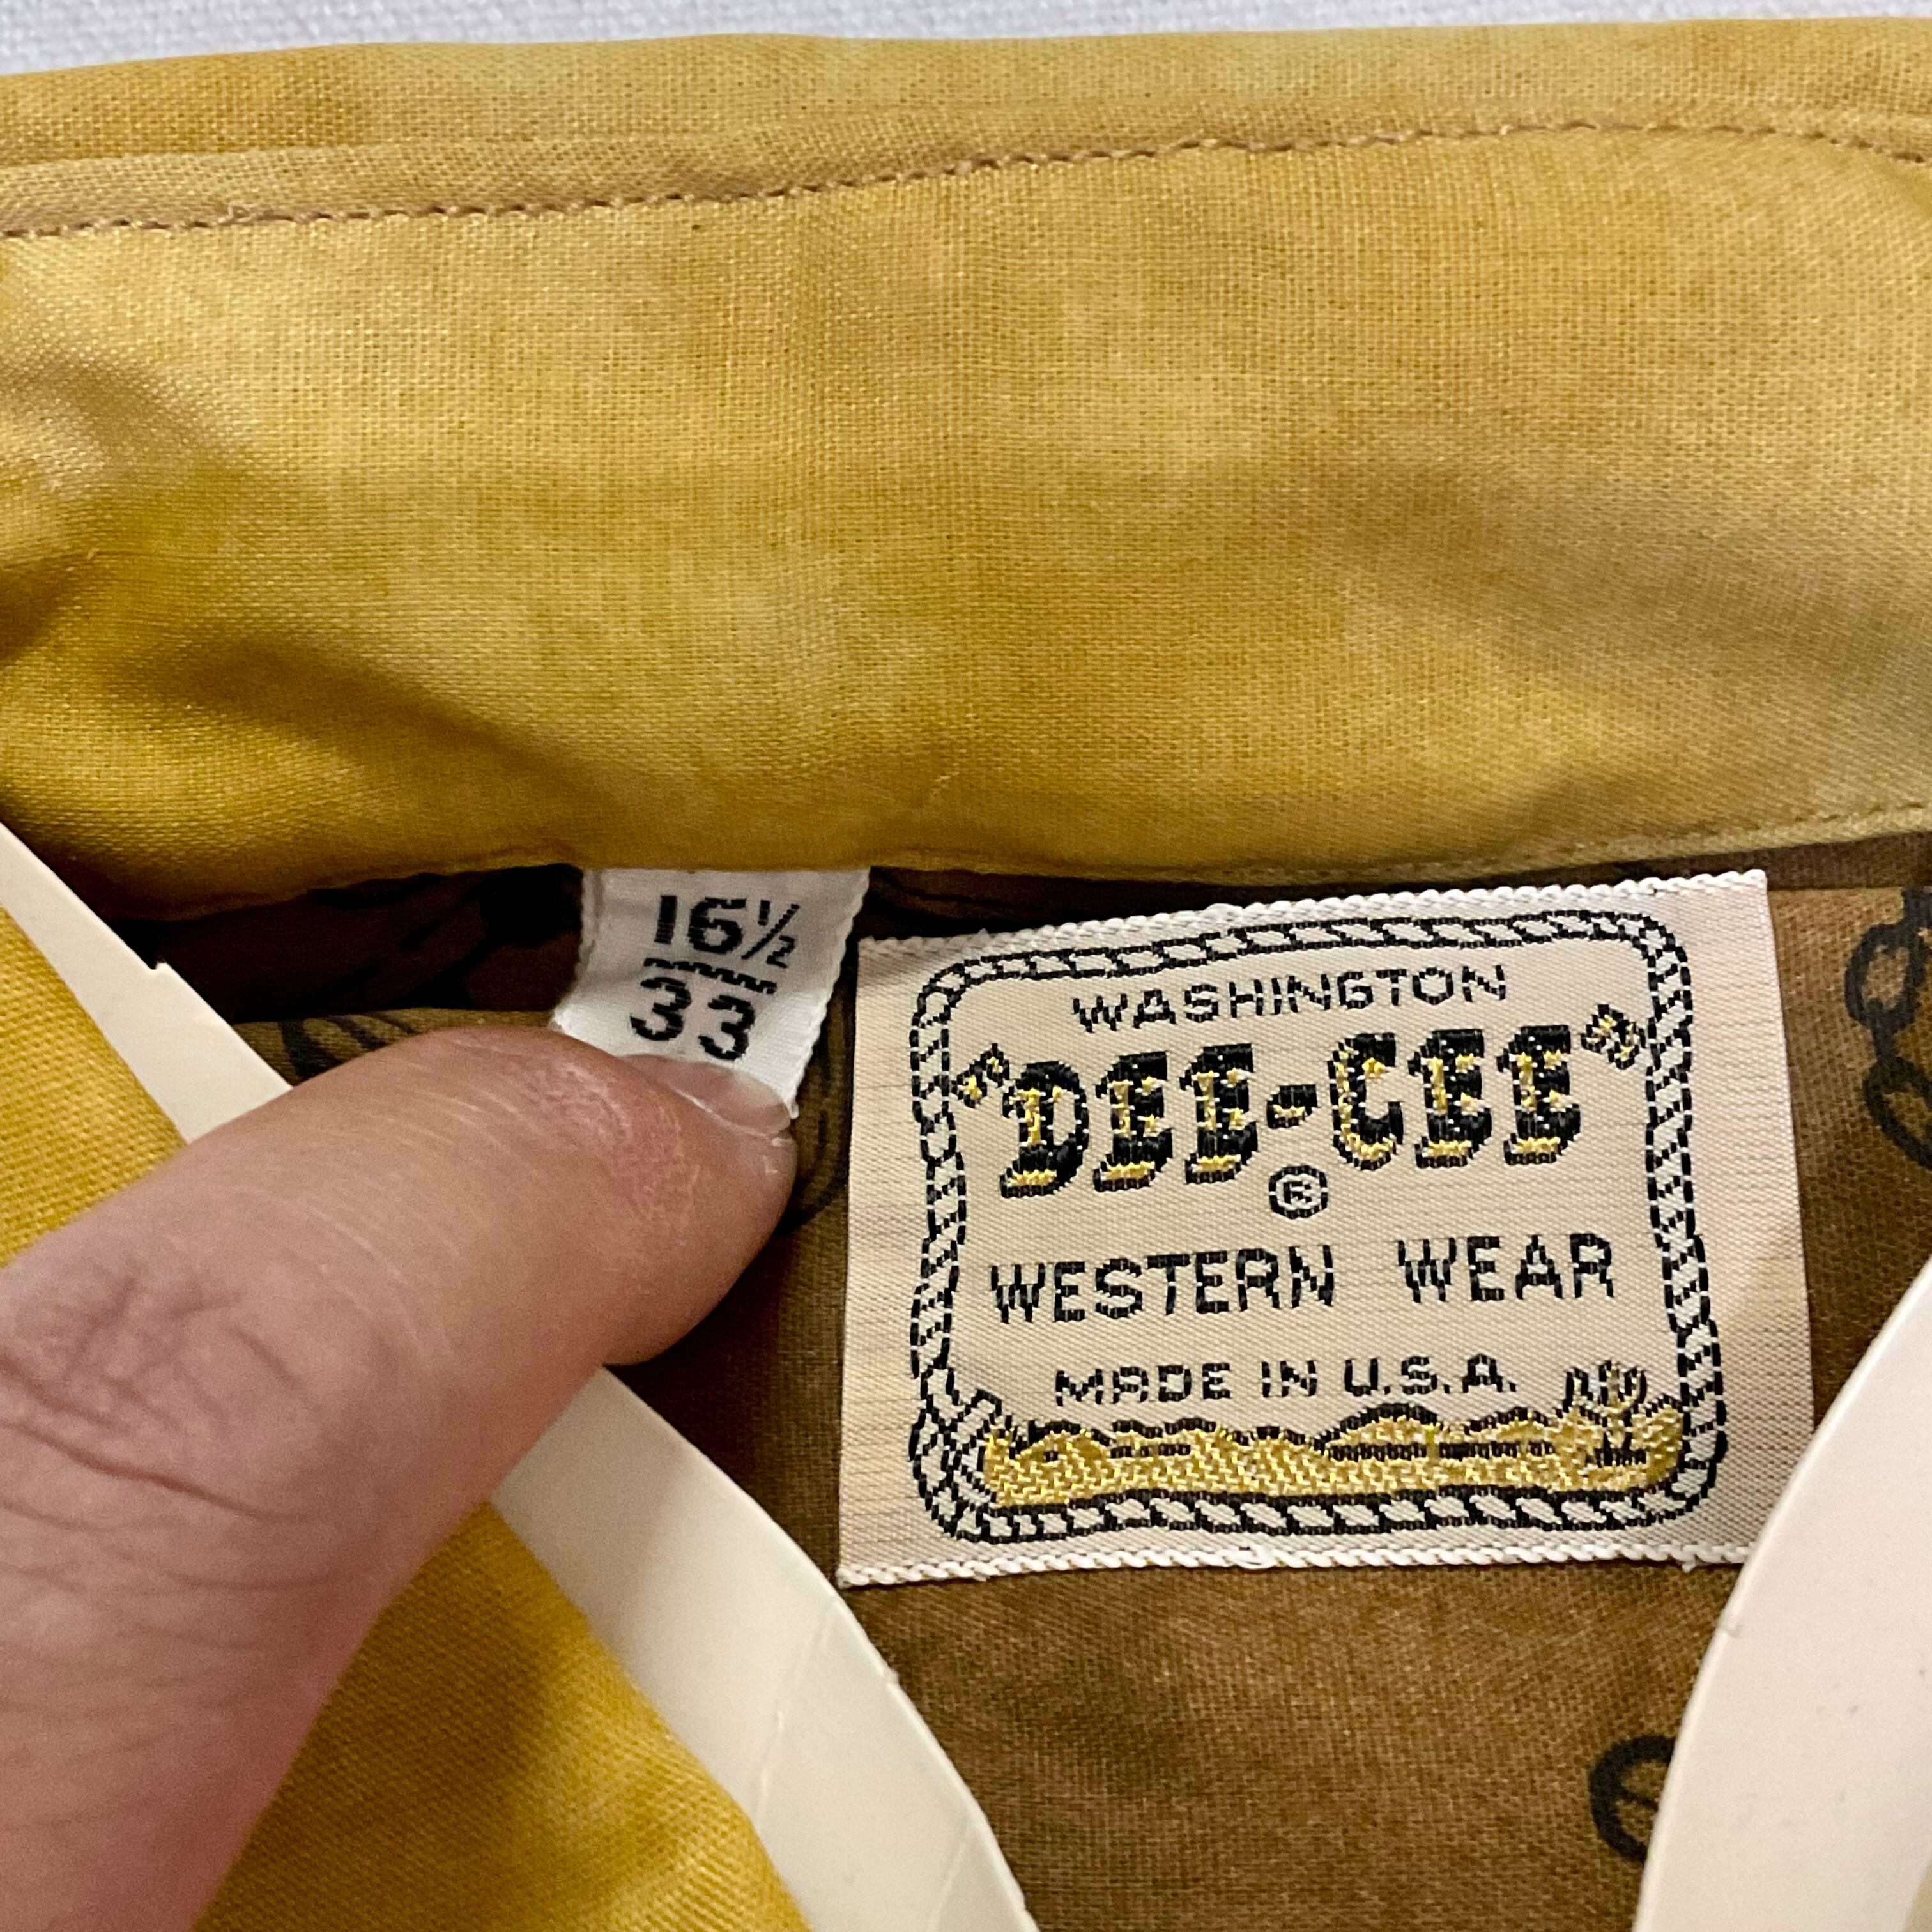 16½
33
WASHINGTON
"DEE-CEE"
®
WESTERN WEAR
MADE IN U.S.A.